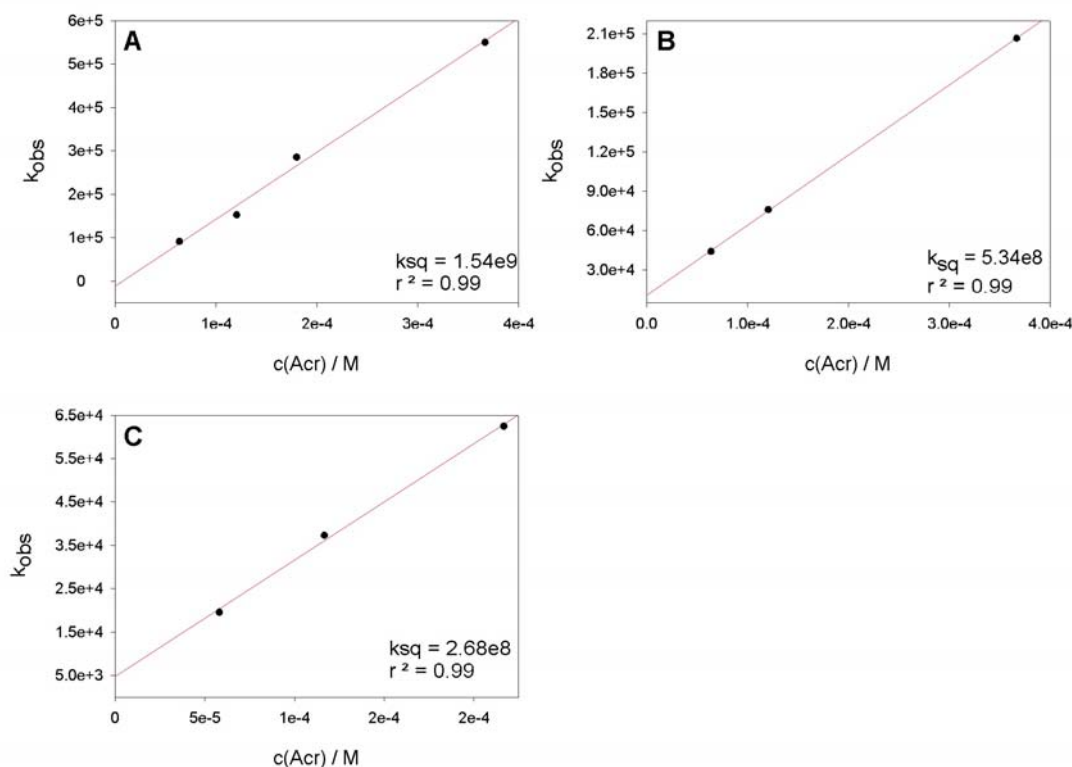 A
6e+5
5e+5
4e+5
3e+5
2e+5
1e+5
0
kobs
ksq = 1.54e9
r ² = 0.99
0 1e-4 2e-4 3e-4 4e-4
c(Acr) / M
B
2.1e+5
1.8e+5
1.5e+5
1.2e+5
9.0e+4
6.0e+4
3.0e+4
kobs
ksq = 5.34e8
r ² = 0.99
0.0 1.0e-4 2.0e-4 3.0e-4 4.0e-4
c(Acr) / M
C
6.5e+4
5.5e+4
4.5e+4
3.5e+4
2.5e+4
1.5e+4
5.0e+3
kobs
ksq = 2.68e8
r ² = 0.99
0 5e-5 1e-4 2e-4 2e-4
c(Acr) / M